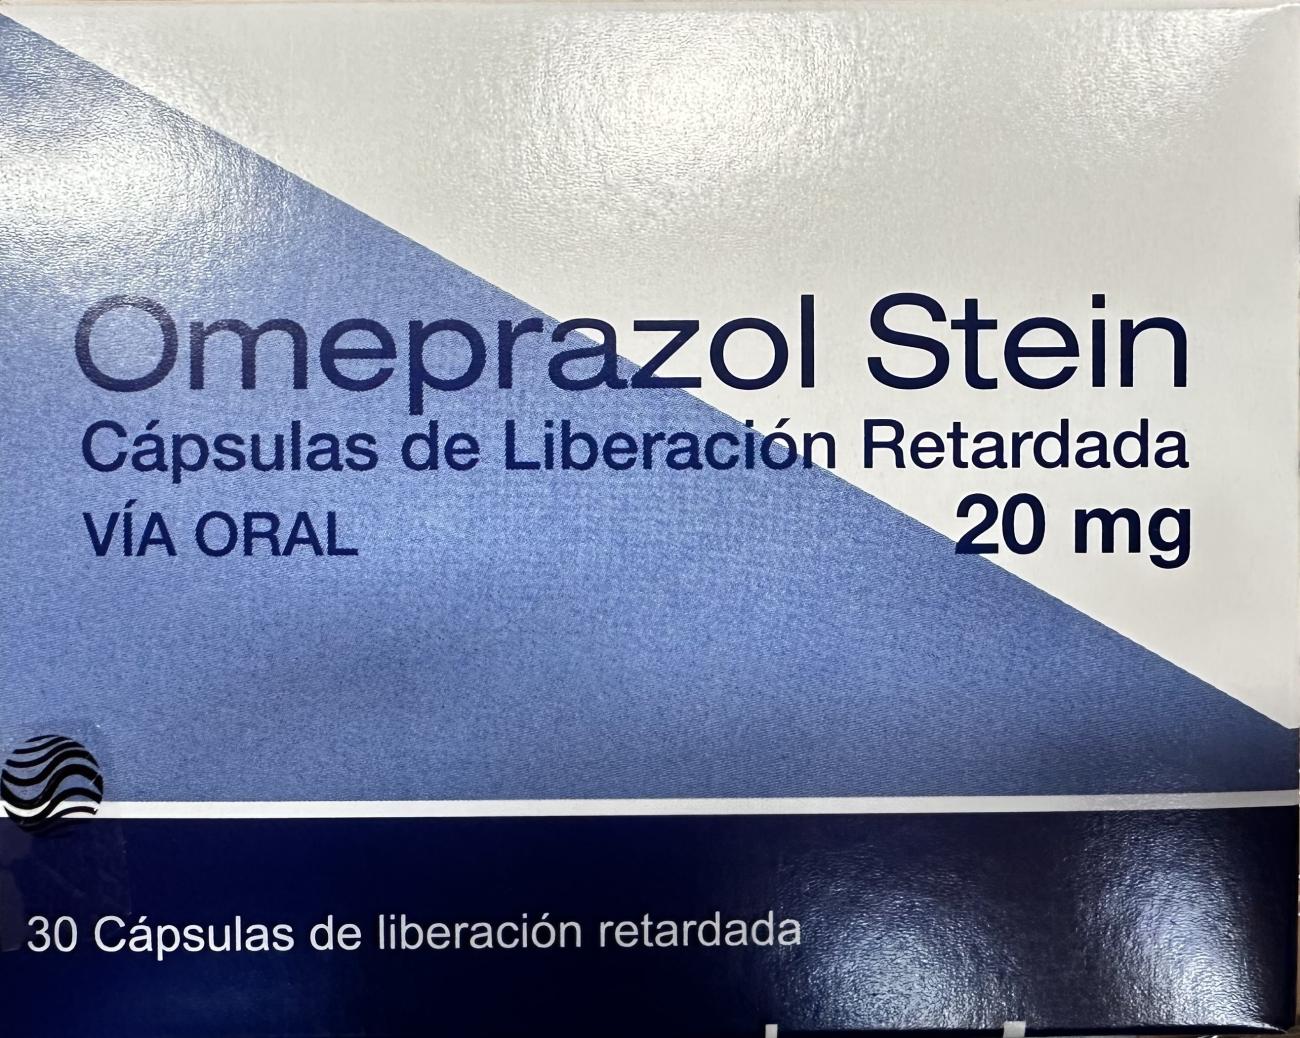 Omeprazol Stein
Cápsulas de Liberación Retardada
VÍA ORAL
20 mg
30 Cápsulas de liberación retardada